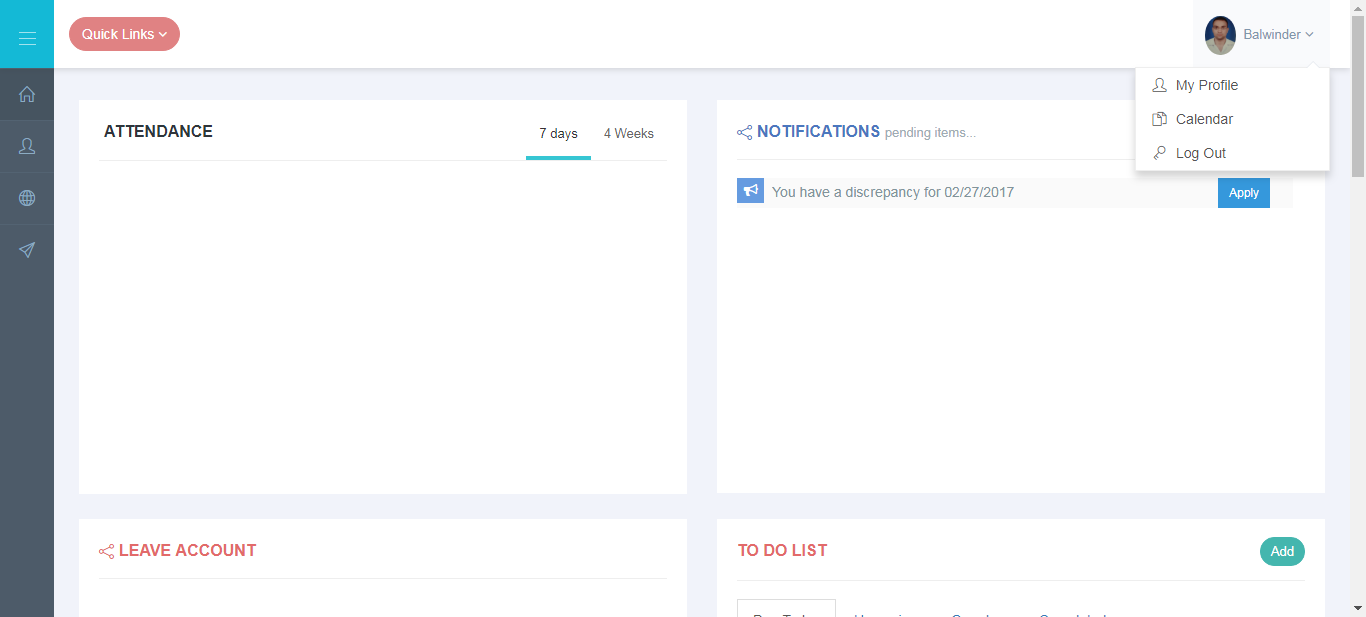 Quick Links
Balwinder
My Profile
Calendar
Log Out
ATTENDANCE
7 days
4 Weeks
NOTIFICATIONS pending items...
You have a discrepancy for 02/27/2017
Apply
LEAVE ACCOUNT
TO DO LIST
Add